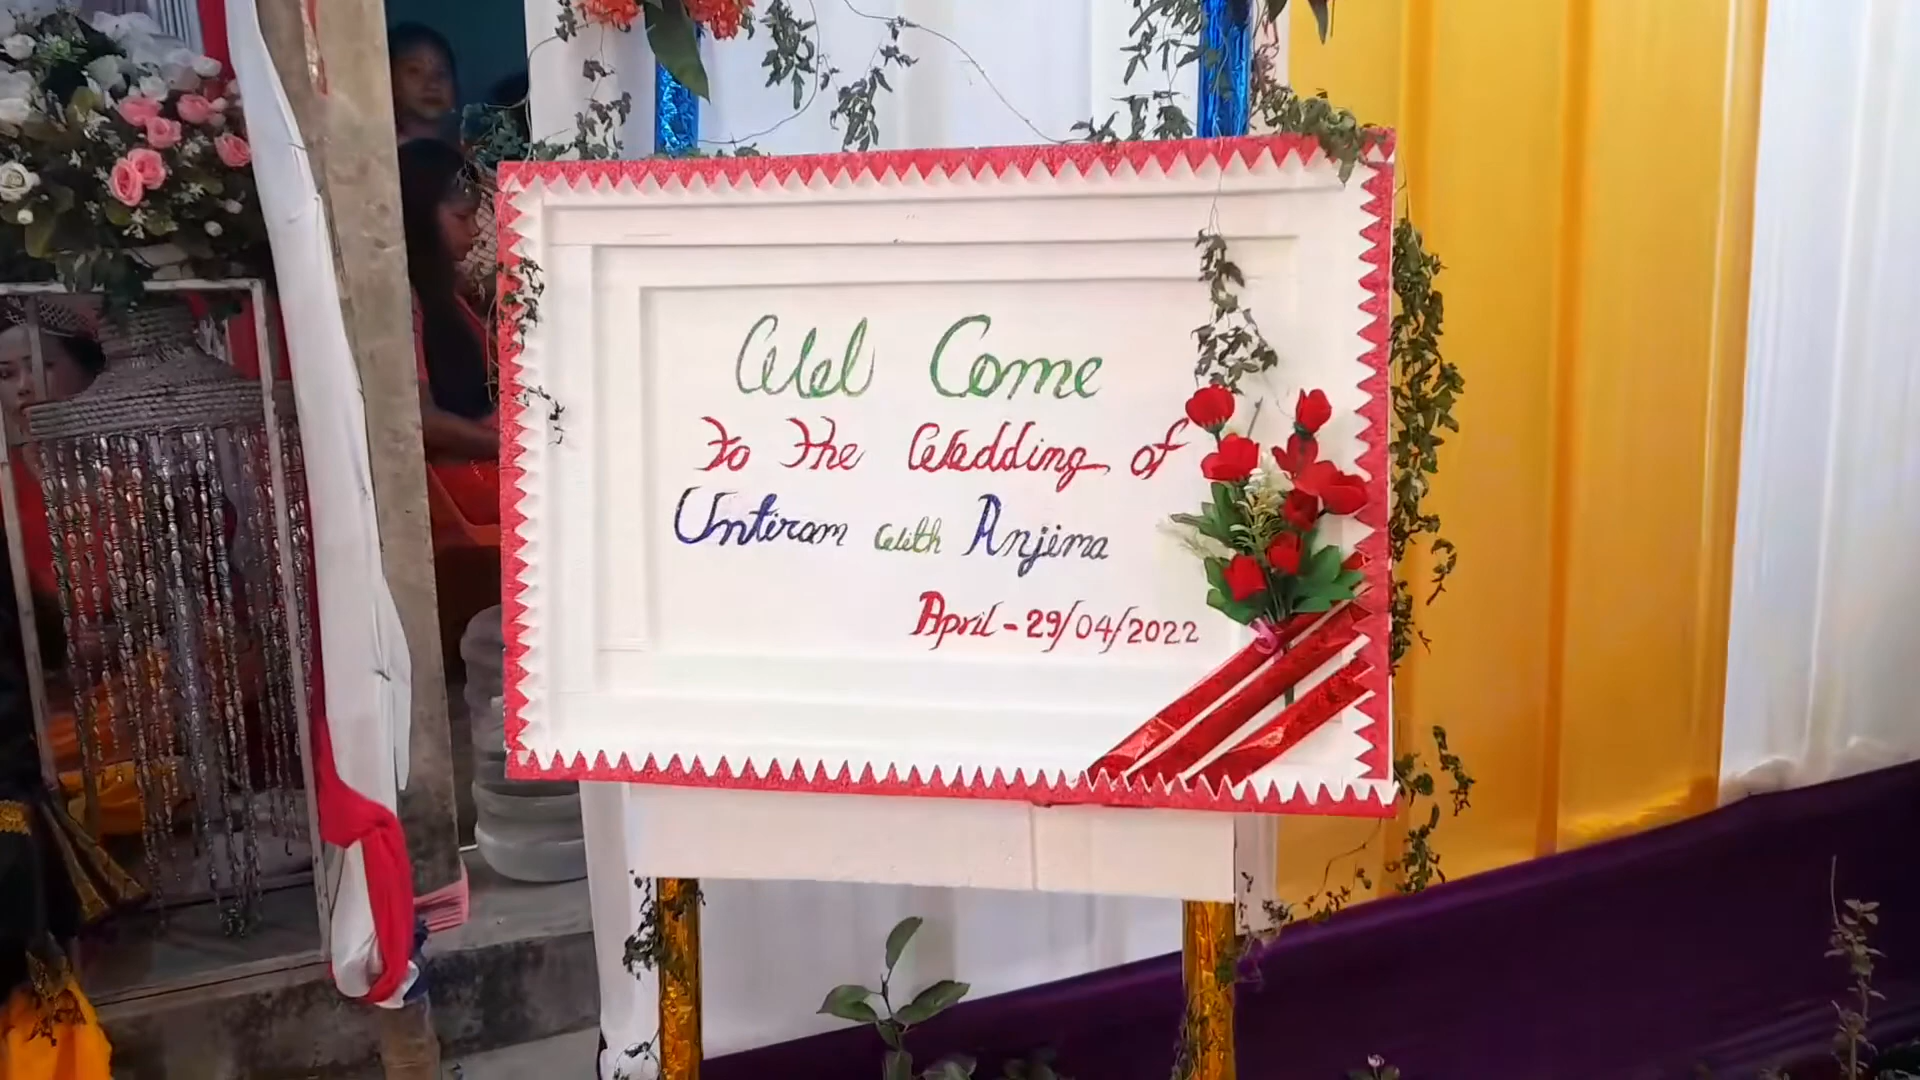 Wel Come
To The Wedding of
Untiram With Anjima
April - 29/04/2022